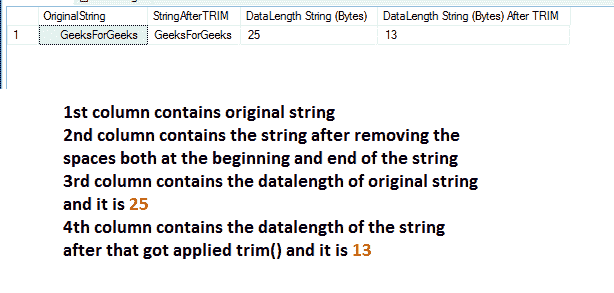 OriginalString StringAfterTRIM DataLength String (Bytes) DataLength String (Bytes) After TRIM
1 GeeksForGeeks GeeksForGeeks 25 13
1st column contains original string
2nd column contains the string after removing the
spaces both at the beginning and end of the string
3rd column contains the datalength of original string
and it is 25
4th column contains the datalength of the string
after that got applied trim() and it is 13